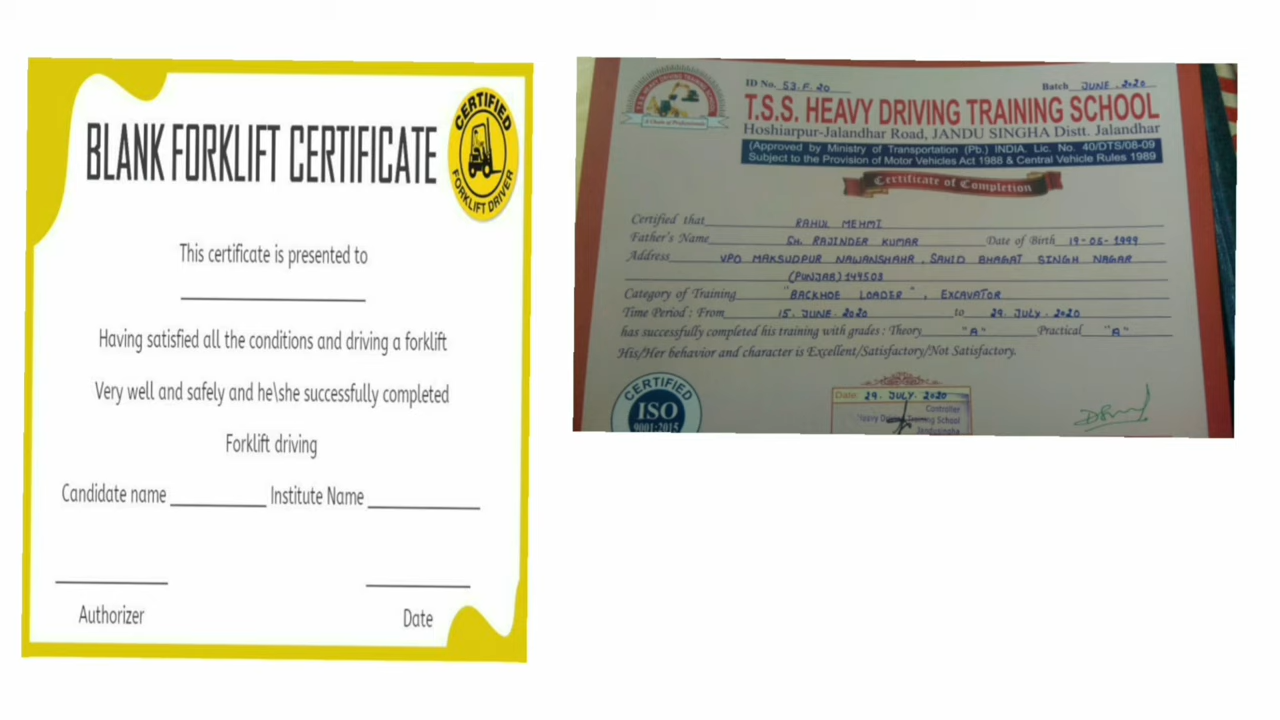 BLANK FORKLIFT CERTIFICATE
CERTIFIED
FORKLIFT DRIVER
This certificate is presented to
Having satisfied all the conditions and driving a forklift
Very well and safely and he\she successfully completed
Forklift driving
Candidate name Institute Name
Authorizer Date
ID No. 53.F.20 Batch JUNE.2020
T.S.S. HEAVY DRIVING TRAINING SCHOOL
Hoshiarpur-Jalandhar Road, JANDU SINGHA Distt. Jalandhar
(Approved by Ministry of Transportation (Pb.) INDIA. Lic. No. 40/DTS/08-09
Subject to the Provision of Motor Vehicles Act 1988 & Central Vehicle Rules 1989
Certificate of Completion
Certified that RAHUL MEHMI
Father's Name SH. RAJINDER KUMAR Date of Birth 19-05-1999
Address VPO MAKSUDPUR NAWANSHAHR, SAHID BHAGAT SINGH NAGAR
(PUNJAB) 144508
Category of Training "BACKHOE LOADER", EXCAVATOR
Time Period: From 15.JUNE.2020 to 29.JULY.2020
has successfully completed his training with grades: Theory "A" Practical "A"
His/Her behavior and character is Excellent/Satisfactory/Not Satisfactory.
CERTIFIED
ISO
9001:2015
Date: 29.JULY.2020
Controller
Heavy Driving Training School
Jandusingha